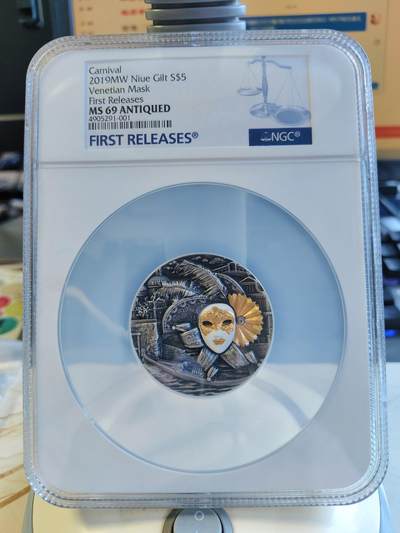 Carnival
2019MW Niue Gilt S$5
Venetian Mask
First Releases
MS 69 ANTIQUED
4905291-001
FIRST RELEASES®
NGC®